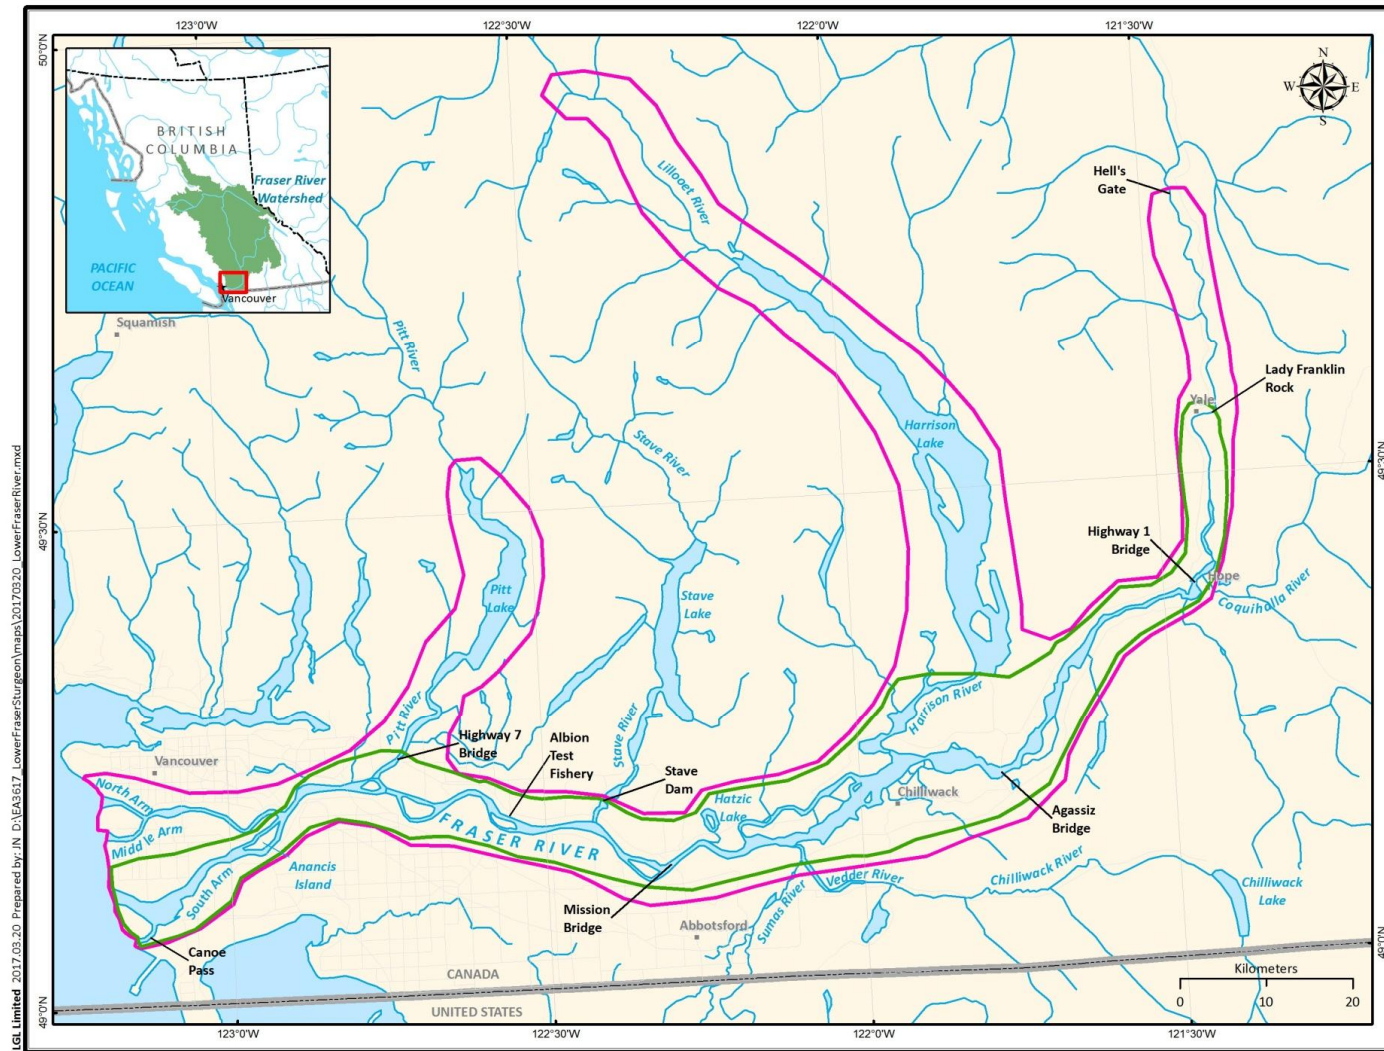 123°0'W 122°30'W 122°0'W 121°30'W
50°0'N
N
W E
S
BRITISH
COLUMBIA
Fraser River
Watershed
PACIFIC
OCEAN
Vancouver
Hell's
Gate
Lillooet River
Squamish
Pitt River
Lady Franklin
Rock
Yale
Harrison
Lake
Stave River
49°30'N
49°30'N
Highway 1
Bridge
Hope
Coquihalla River
Pitt
Lake
Stave
Lake
Harrison River
Pitt River
Stave River
Highway 7
Bridge
Albion
Test
Fishery
Vancouver
Stave
Dam
North Arm
Hatzic
Lake
Chilliwack
Agassiz
Bridge
FRASER RIVER
Middle Arm
Anancis
Island
South Arm
Chilliwack River
Vedder River
Chilliwack
Lake
Sumas River
Mission
Bridge
Abbotsford
Canoe
Pass
49°0'N
CANADA
Kilometers
0 10 20
UNITED STATES
49°0'N
123°0'W 122°30'W 122°0'W 121°30'W
LGL Limited 2017.03.20 Prepared by: JN D:\EA3617_LowerFraserSturgeon\maps\20170320_LowerFraserRiver.mxd